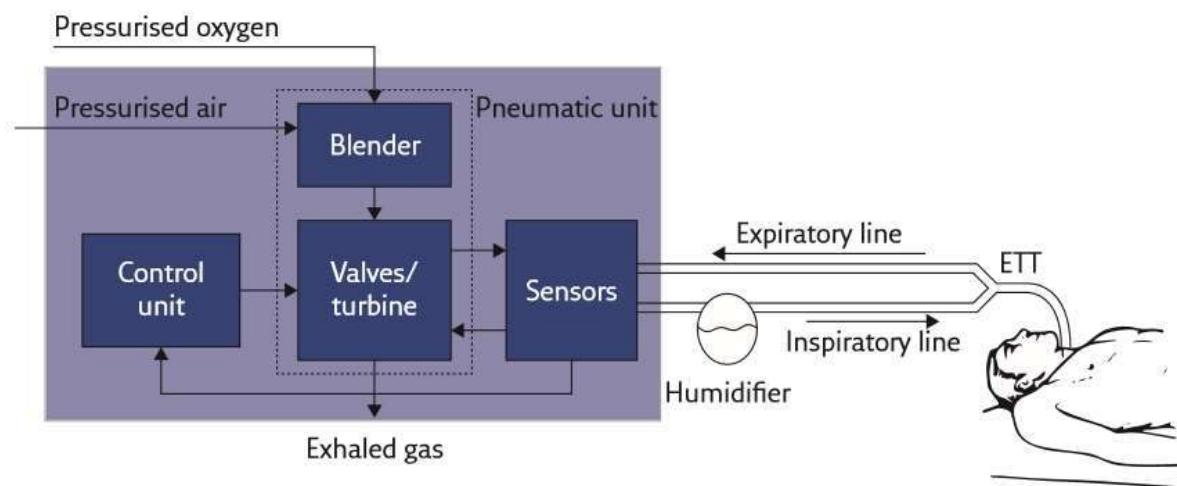 Pressurised oxygen
Pressurised air
Pneumatic unit
Blender
Control
unit
Valves/
turbine
Sensors
Expiratory line
ETT
Inspiratory line
Humidifier
Exhaled gas